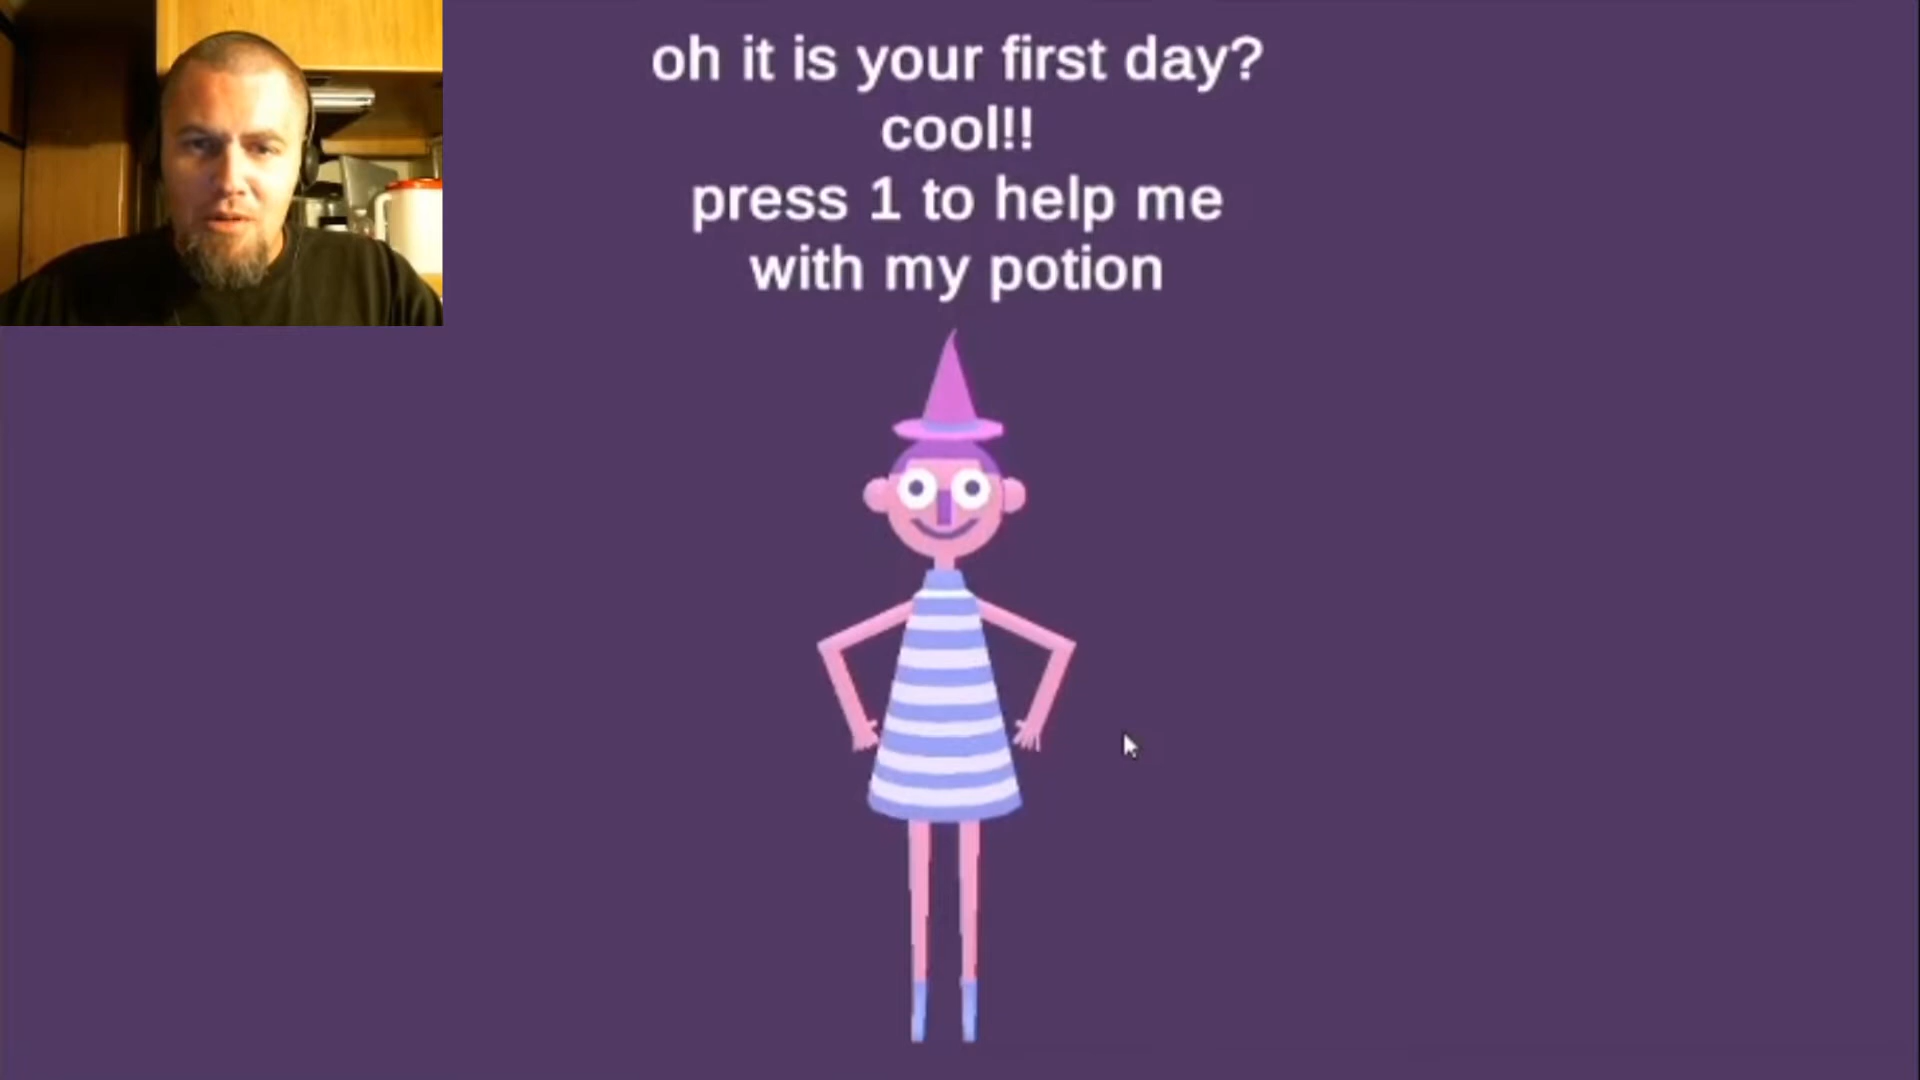 oh it is your first day?
cool!!
press 1 to help me
with my potion